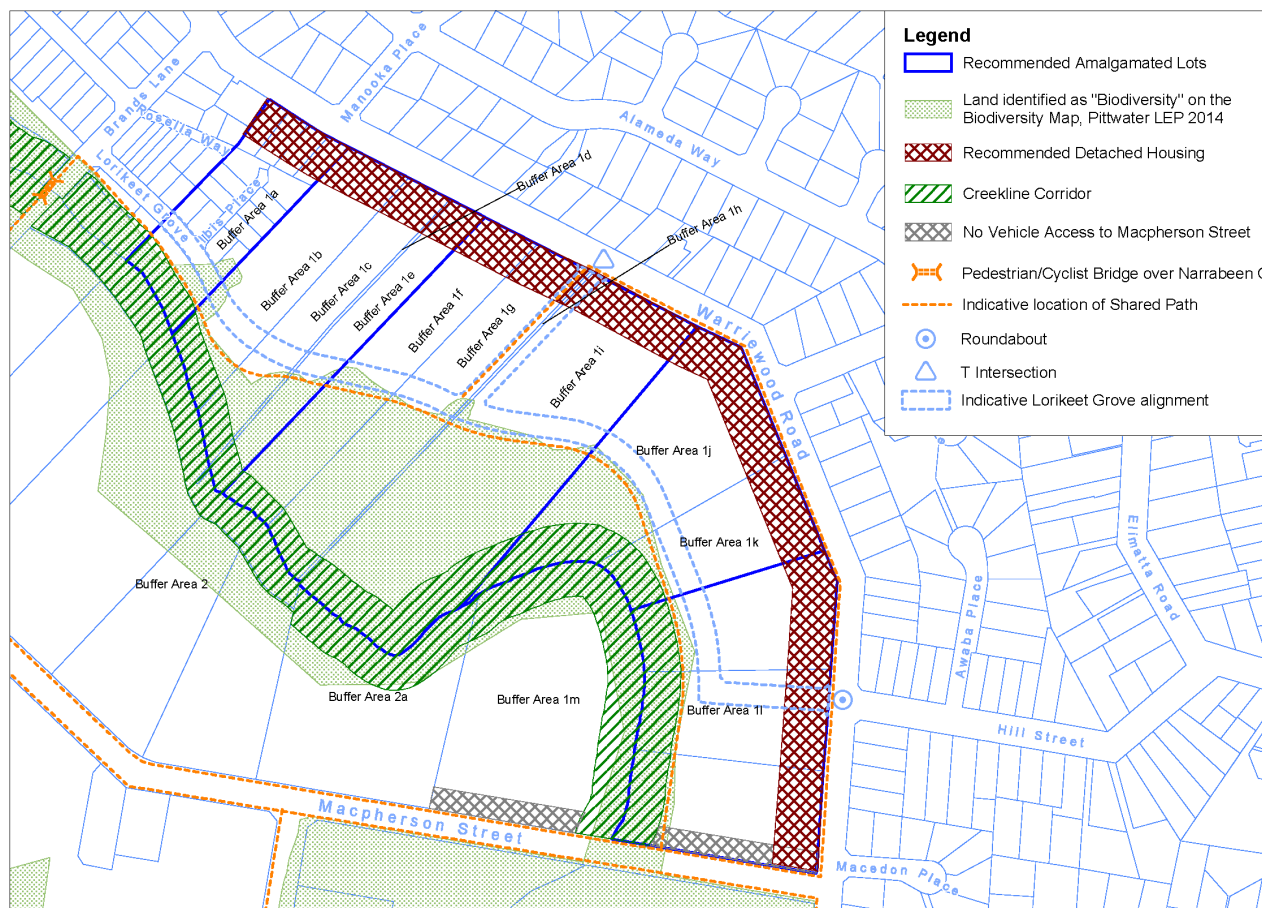 Legend
Recommended Amalgamated Lots
Land identified as "Biodiversity" on the
Biodiversity Map, Pittwater LEP 2014
Recommended Detached Housing
Creekline Corridor
No Vehicle Access to Macpherson Street
Pedestrian/Cyclist Bridge over Narrabeen C
Indicative location of Shared Path
Roundabout
T Intersection
Indicative Lorikeet Grove alignment
Brands Lane
Manooka Place
Rosella Way
Lorikeet Grove
Ibis Place
Alameda Way
Buffer Area 1a
Buffer Area 1b
Buffer Area 1c
Buffer Area 1d
Buffer Area 1e
Buffer Area 1f
Buffer Area 1g
Buffer Area 1h
Buffer Area 1i
Warriewood Road
Buffer Area 1j
Buffer Area 1k
Buffer Area 2
Buffer Area 2a
Buffer Area 1m
Buffer Area 1l
Elimatta Road
Awaba Place
Hill Street
Macpherson Street
Macedon Place